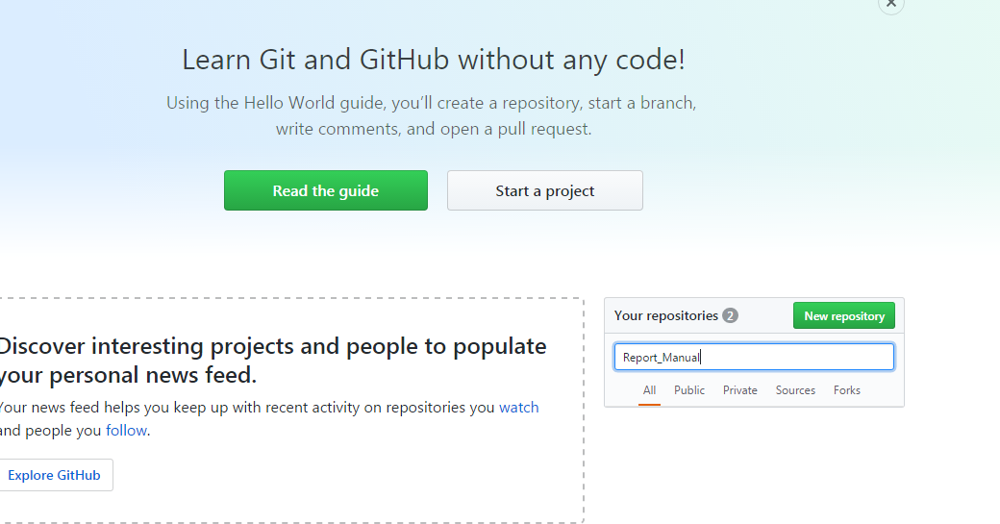 Learn Git and GitHub without any code!
Using the Hello World guide, you’ll create a repository, start a branch,
write comments, and open a pull request.
Read the guide
Start a project
Discover interesting projects and people to populate
your personal news feed.
Your news feed helps you keep up with recent activity on repositories you watch
and people you follow.
Explore GitHub
Your repositories 2
New repository
Report_Manual
All Public Private Sources Forks